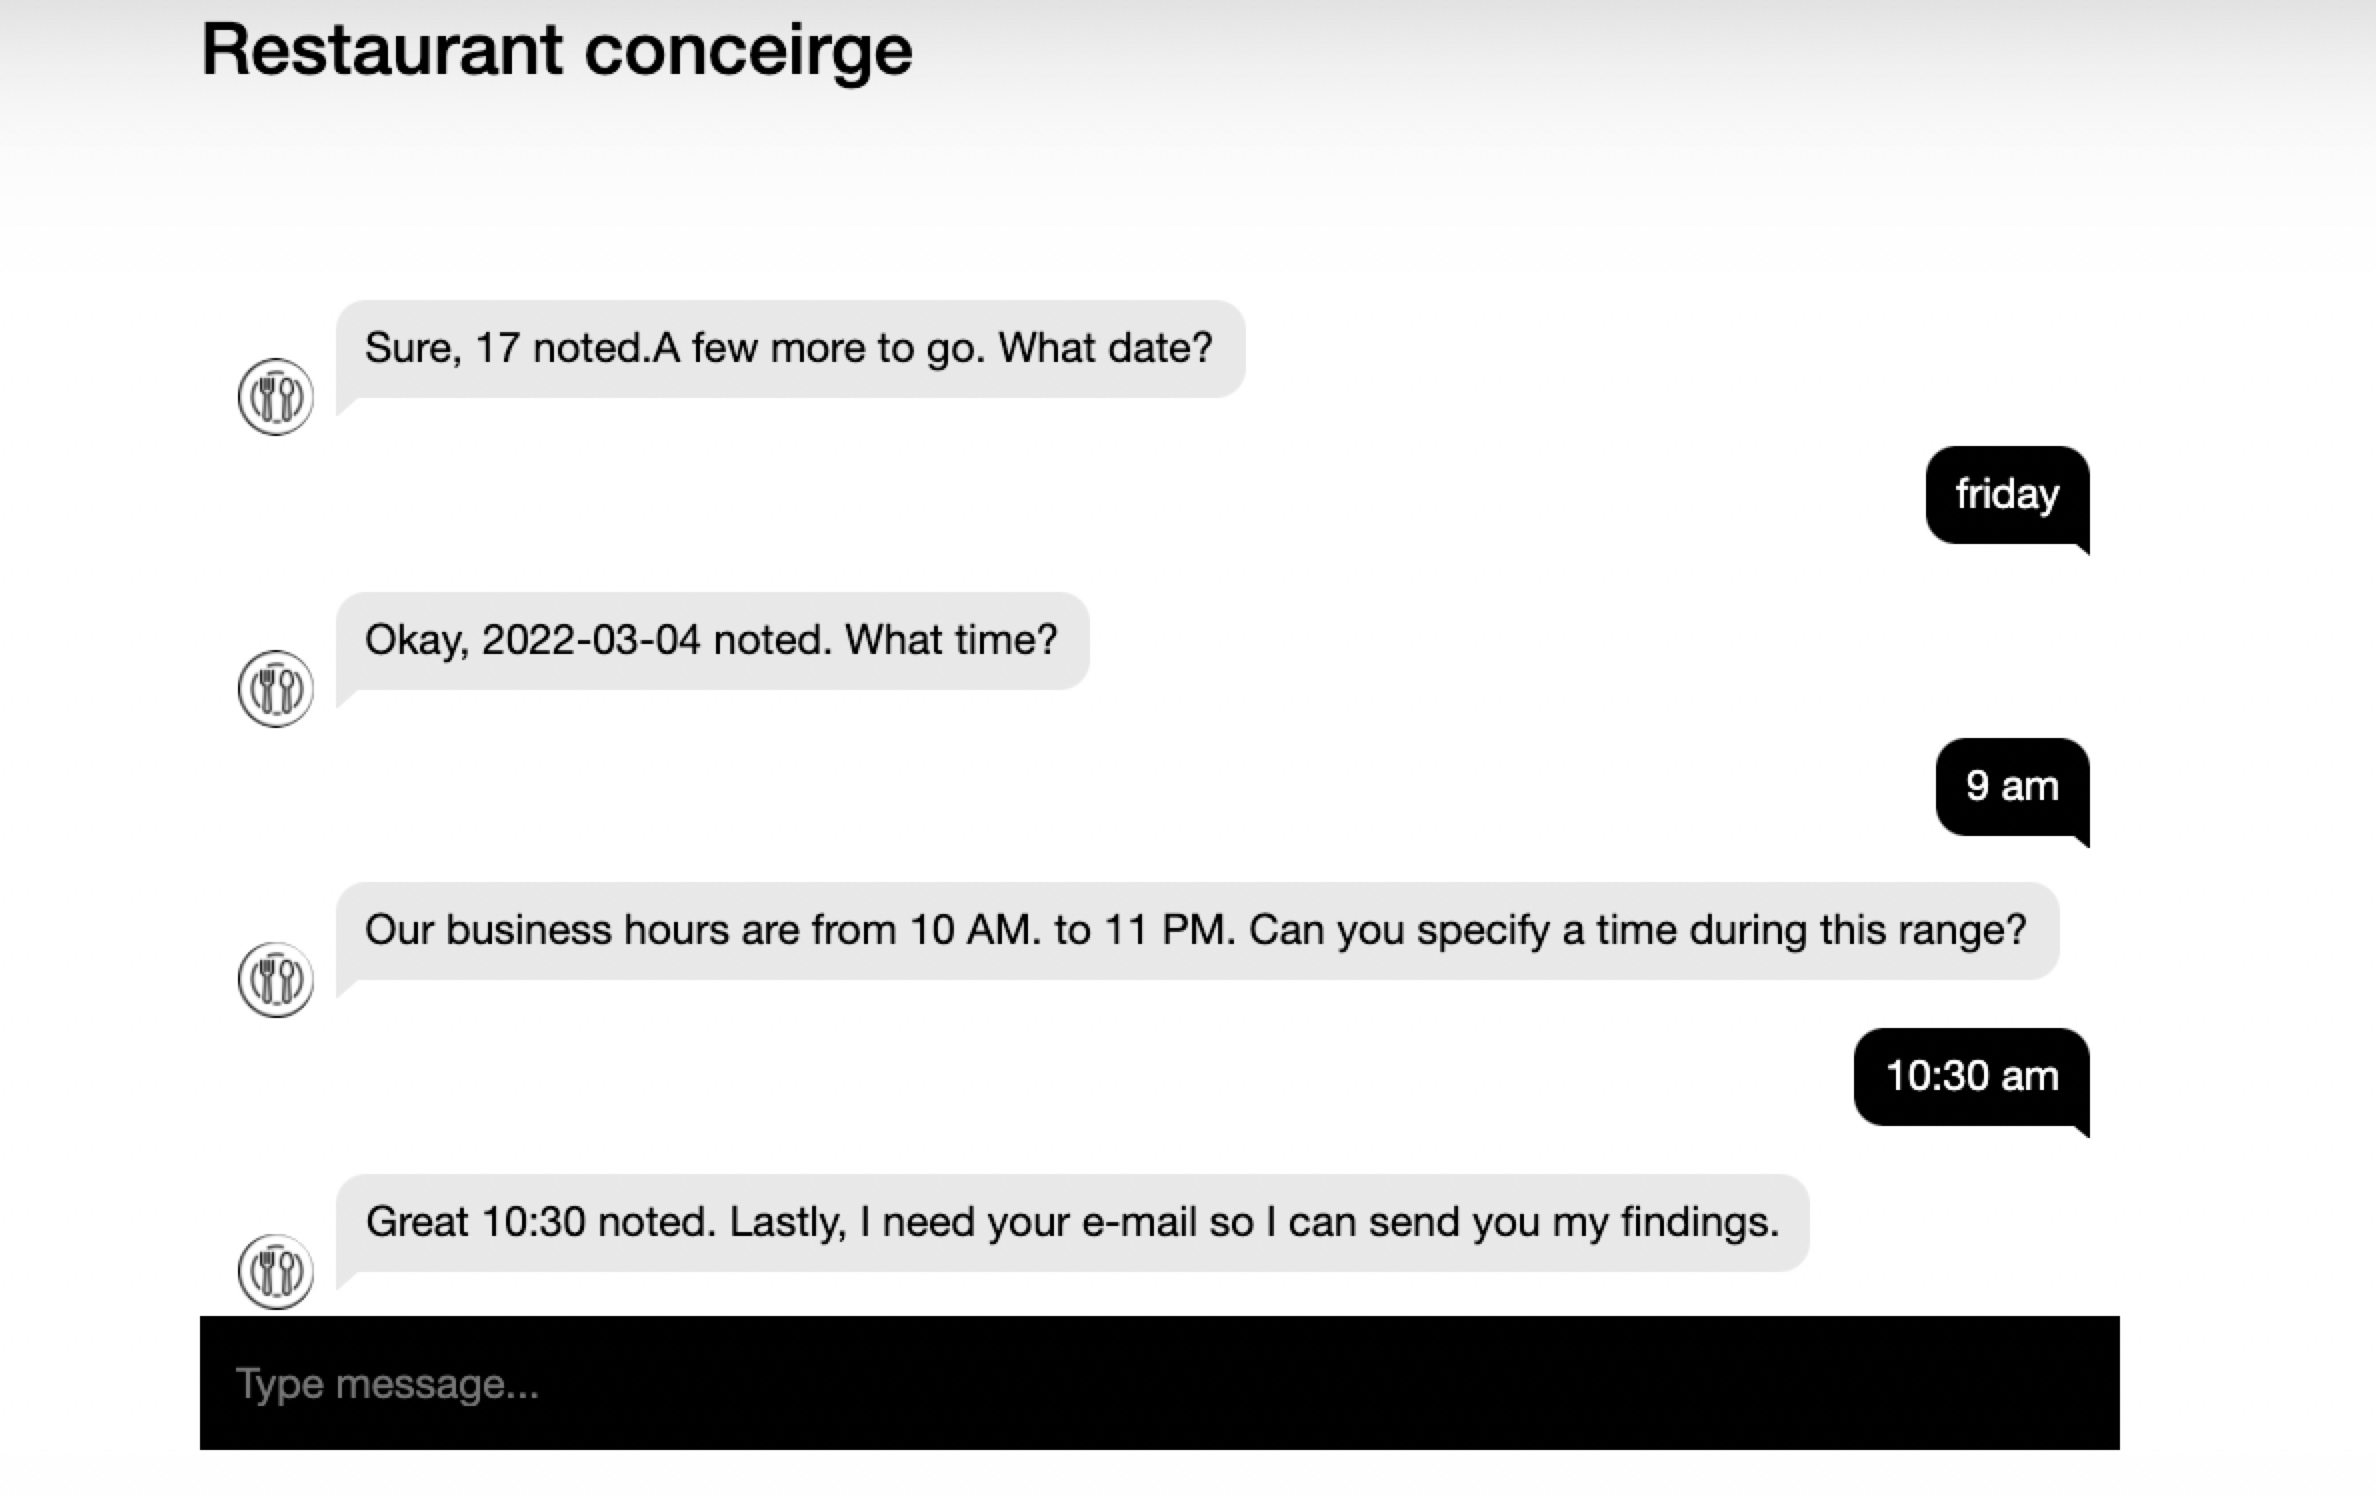 Restaurant conceirge
Sure, 17 noted.A few more to go. What date?
friday
Okay, 2022-03-04 noted. What time?
9 am
Our business hours are from 10 AM. to 11 PM. Can you specify a time during this range?
10:30 am
Great 10:30 noted. Lastly, I need your e-mail so I can send you my findings.
Type message...